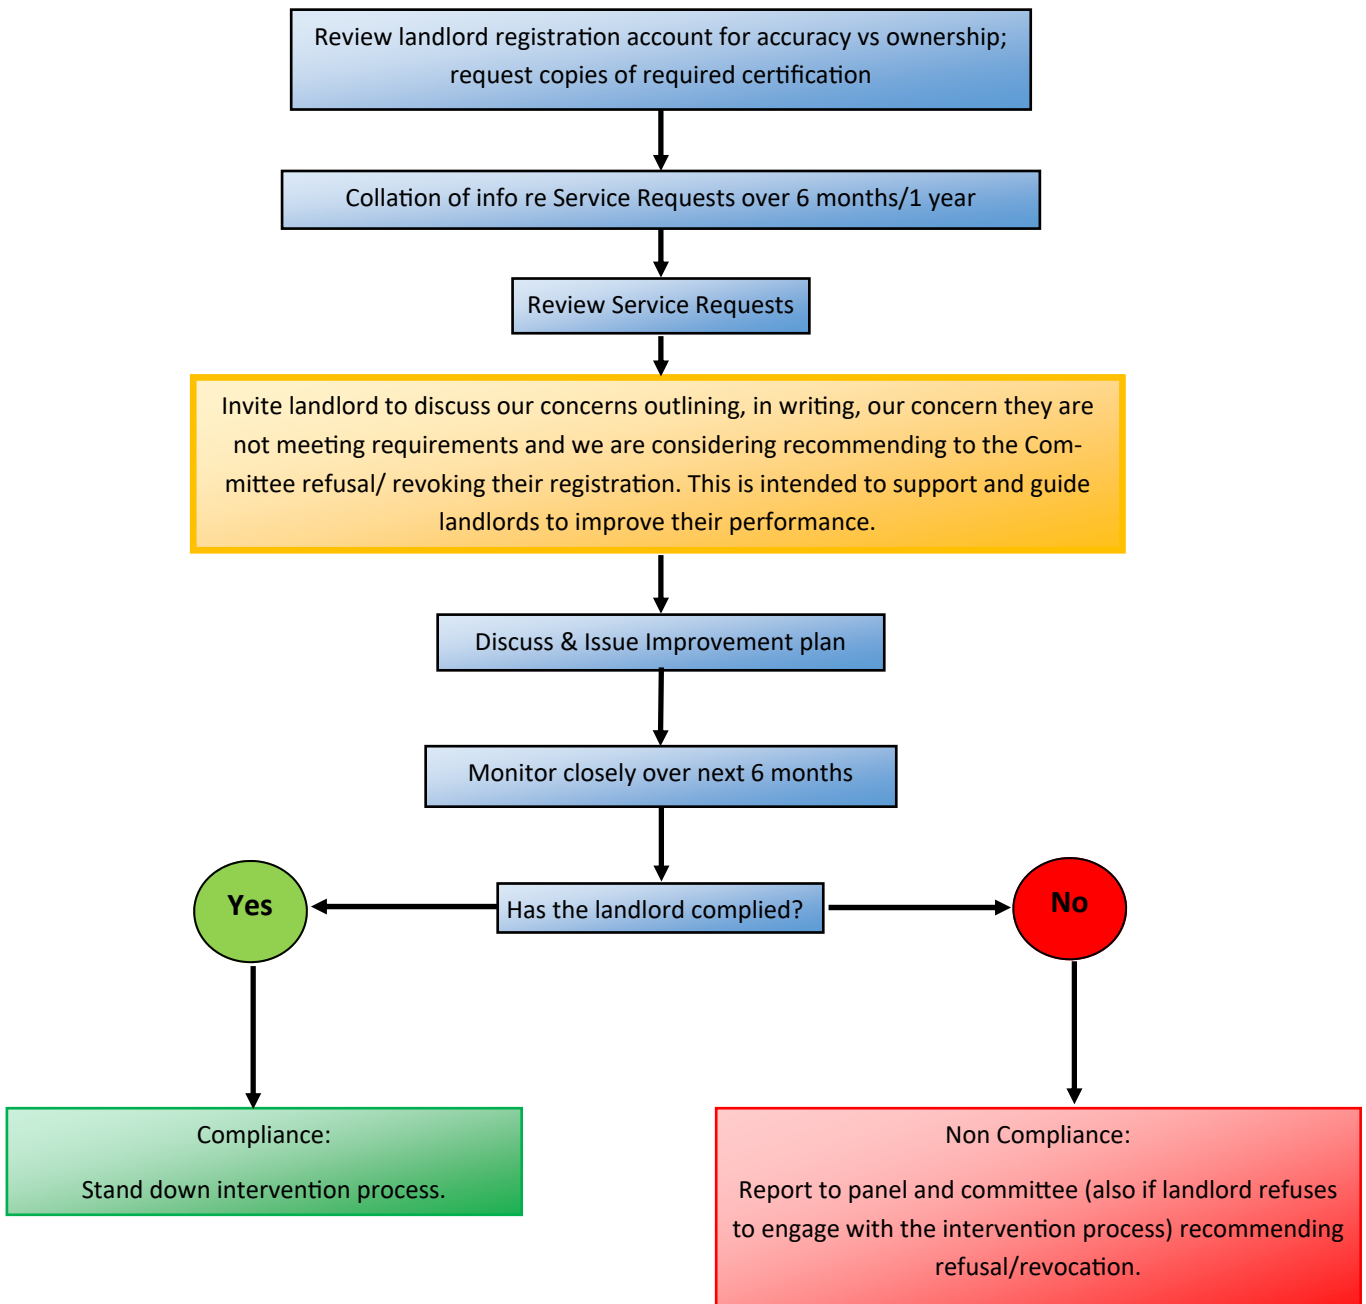 Review landlord registration account for accuracy vs ownership;
request copies of required certification
Collation of info re Service Requests over 6 months/1 year
Review Service Requests
Invite landlord to discuss our concerns outlining, in writing, our concern they are
not meeting requirements and we are considering recommending to the Com-
mittee refusal/ revoking their registration. This is intended to support and guide
landlords to improve their performance.
Discuss & Issue Improvement plan
Monitor closely over next 6 months
Has the landlord complied?
Yes
No
Compliance:
Stand down intervention process.
Non Compliance:
Report to panel and committee (also if landlord refuses
to engage with the intervention process) recommending
refusal/revocation.